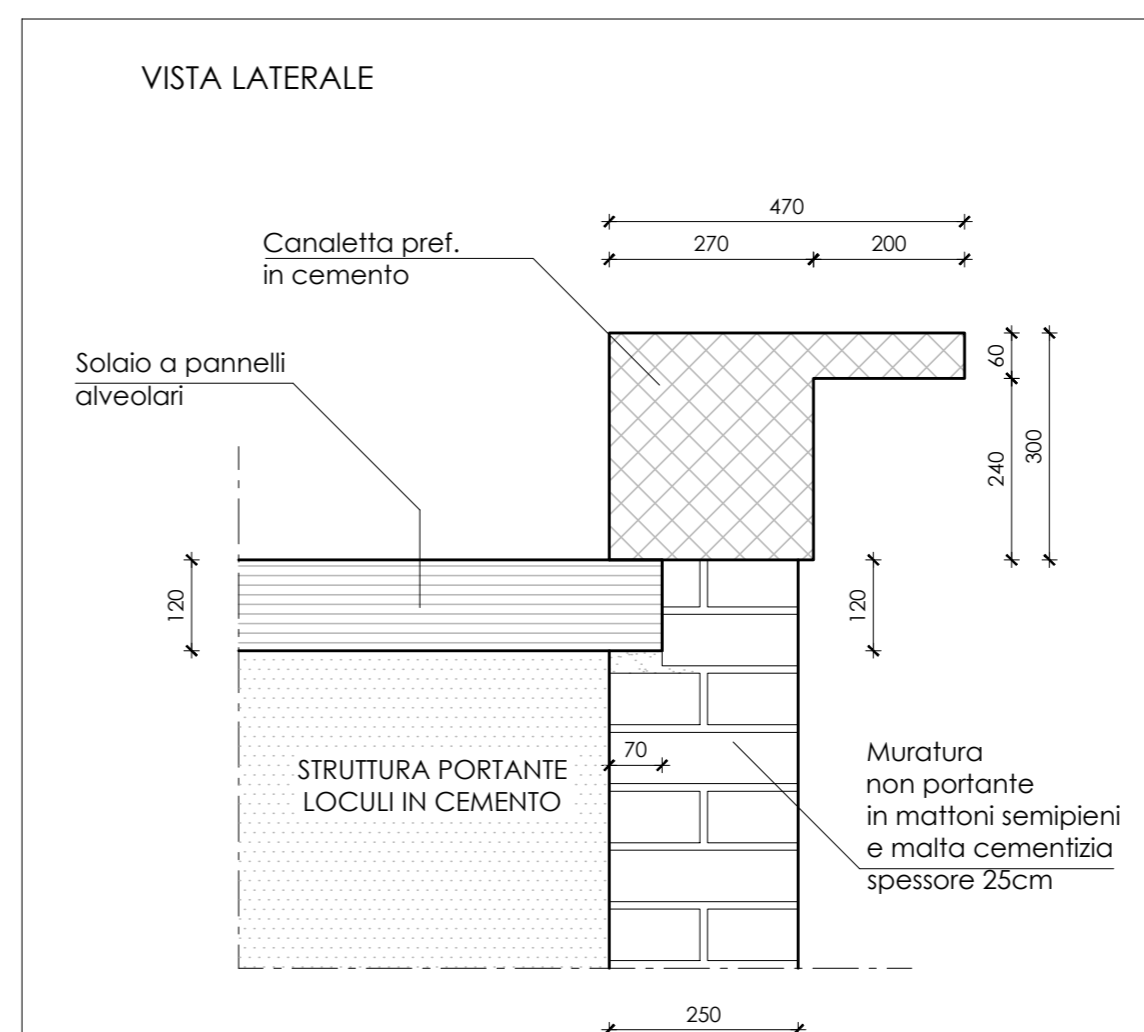 VISTA LATERALE
470
270
200
Canaletta pref.
in cemento
Solaio a pannelli
alveolari
60
240
300
120
120
70
STRUTTURA PORTANTE
LOCULI IN CEMENTO
Muratura
non portante
in mattoni semipieni
e malta cementizia
spessore 25cm
250